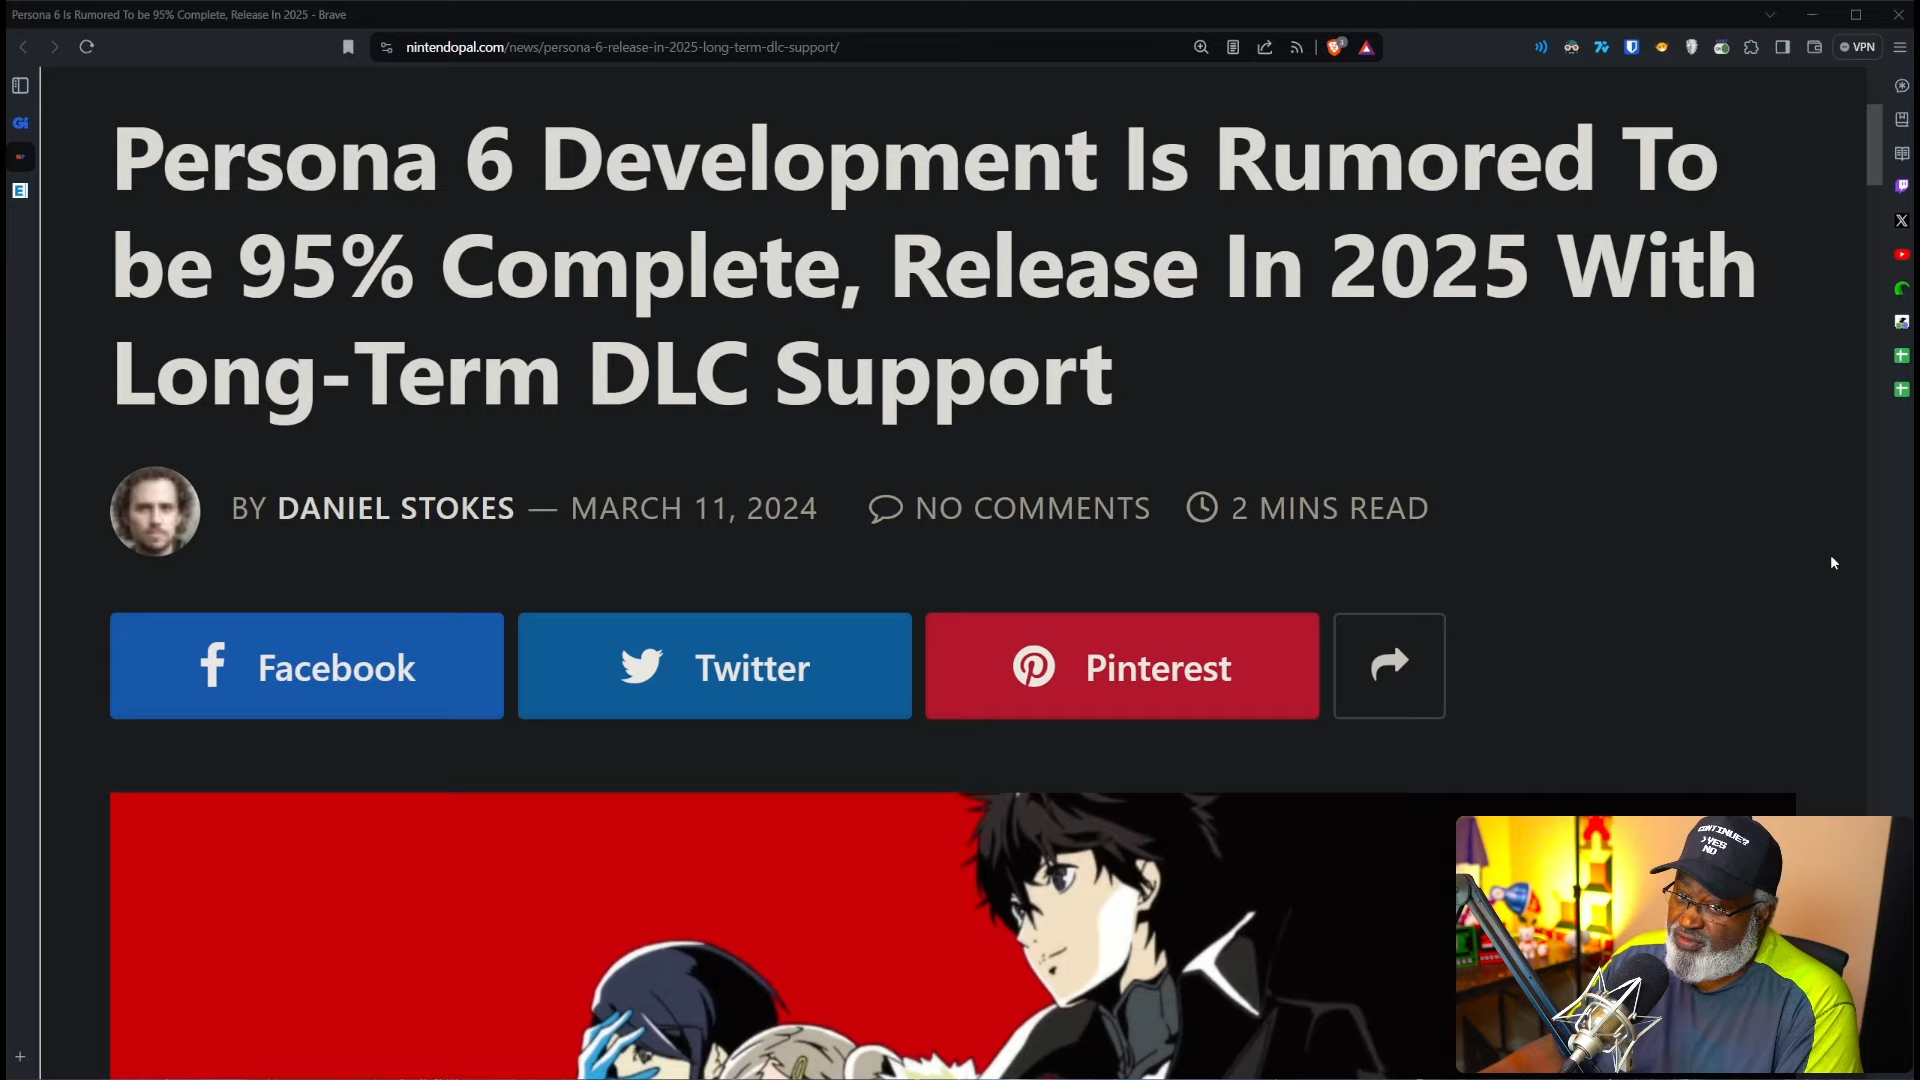 Persona 6 Is Rumored To be 95% Complete, Release In 2025 - Brave
nintendopal.com/news/persona-6-release-in-2025-long-term-dlc-support/
3
VPN
Gi
NP
E
Persona 6 Development Is Rumored To
be 95% Complete, Release In 2025 With
Long-Term DLC Support
BY DANIEL STOKES — MARCH 11, 2024 NO COMMENTS 2 MINS READ
Facebook Twitter Pinterest
CONTINUE?
>YES
NO